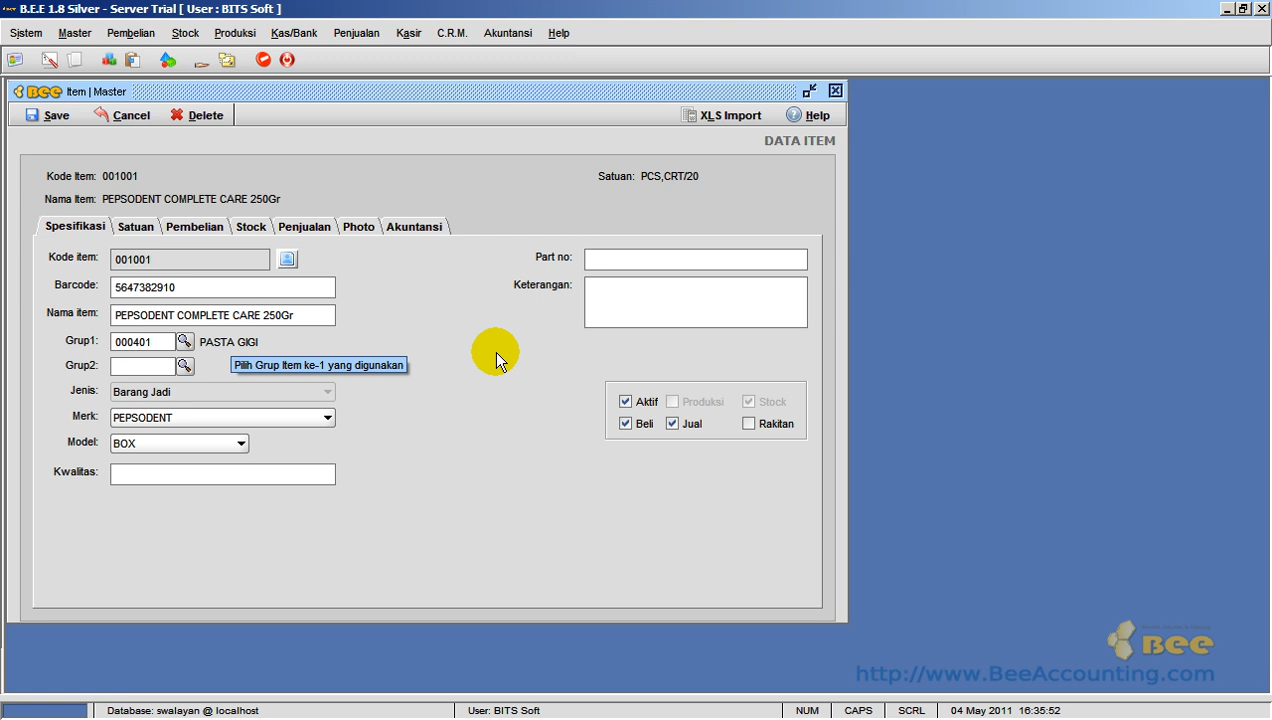 B.E.E 1.8 Silver - Server Trial [ User : BITS Soft ]
Sistem Master Pembelian Stock Produksi Kas/Bank Penjualan Kasir C.R.M. Akuntansi Help
BEE Item | Master
Save Cancel Delete XLS Import Help
DATA ITEM
Kode Item: 001001 Satuan: PCS,CRT/20
Nama Item: PEPSODENT COMPLETE CARE 250Gr
Spesifikasi Satuan Pembelian Stock Penjualan Photo Akuntansi
Kode item: 001001 Part no:
Barcode: 5647382910 Keterangan:
Nama item: PEPSODENT COMPLETE CARE 250Gr
Grup1: 000401 PASTA GIGI
Grup2: Pilih Grup Item ke-1 yang digunakan
Jenis: Barang Jadi
Aktif Produksi Stock
Merk: PEPSODENT
Beli Jual Rakitan
Model: BOX
Kwalitas:
BEE
http://www.BeeAccounting.com
Database: swalayan @ localhost User: BITS Soft NUM CAPS SCRL 04 May 2011 16:35:52